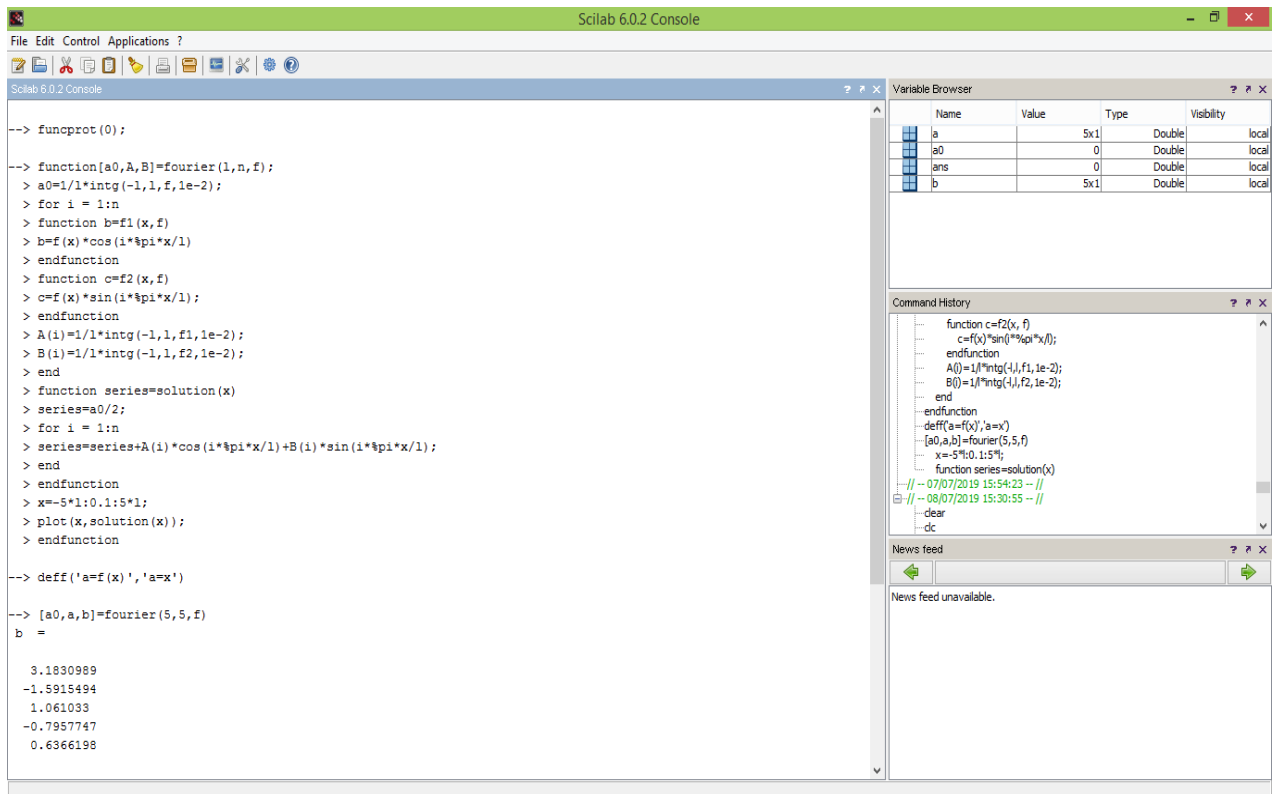 Scilab 6.0.2 Console
File Edit Control Applications ?
Scilab 6.0.2 Console
--> funcprot(0);
--> function[a0,A,B]=fourier(l,n,f);
> a0=1/l*intg(-l,l,f,1e-2);
> for i = 1:n
> function b=f1(x,f)
> b=f(x)*cos(i*%pi*x/l)
> endfunction
> function c=f2(x,f)
> c=f(x)*sin(i*%pi*x/l);
> endfunction
> A(i)=1/l*intg(-l,l,f1,1e-2);
> B(i)=1/l*intg(-l,l,f2,1e-2);
> end
> function series=solution(x)
> series=a0/2;
> for i = 1:n
> series=series+A(i)*cos(i*%pi*x/l)+B(i)*sin(i*%pi*x/l);
> end
> endfunction
> x=-5*l:0.1:5*l;
> plot(x,solution(x));
> endfunction
--> deff('a=f(x)','a=x')
--> [a0,a,b]=fourier(5,5,f)
b =
3.1830989
-1.5915494
1.061033
-0.7957747
0.6366198
Variable Browser
Name Value Type Visibility
a 5x1 Double local
a0 0 Double local
ans 0 Double local
b 5x1 Double local
Command History
function c=f2(x, f)
c=f(x)*sin(i*%pi*x/l);
endfunction
A(i)=1/l*intg(-l,l,f1,1e-2);
B(i)=1/l*intg(-l,l,f2,1e-2);
end
endfunction
deff('a=f(x)','a=x')
[a0,a,b]=fourier(5,5,f)
x=-5*l:0.1:5*l;
function series=solution(x)
// -- 07/07/2019 15:54:23 -- //
// -- 08/07/2019 15:30:55 -- //
clear
clc
News feed
News feed unavailable.